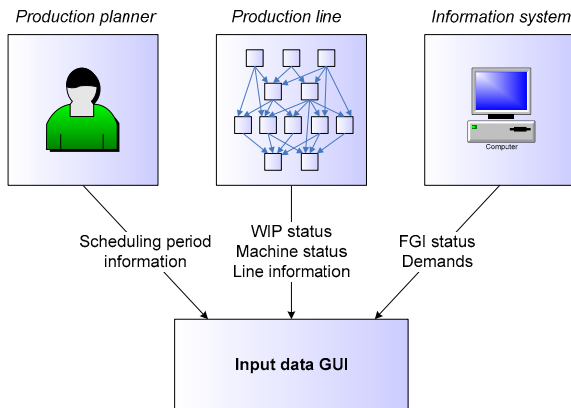 Production planner
Production line
Information system
Computer
Scheduling period
information
WIP status
Machine status
Line information
FGI status
Demands
Input data GUI